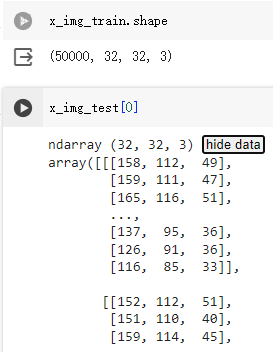 x_img_train.shape
(50000, 32, 32, 3)
x_img_test[0]
ndarray (32, 32, 3) hide data
array([[[158, 112,  49],
        [159, 111,  47],
        [165, 116,  51],
        ...,
        [137,  95,  36],
        [126,  91,  36],
        [116,  85,  33]],
       [[152, 112,  51],
        [151, 110,  40],
        [159, 114,  45],